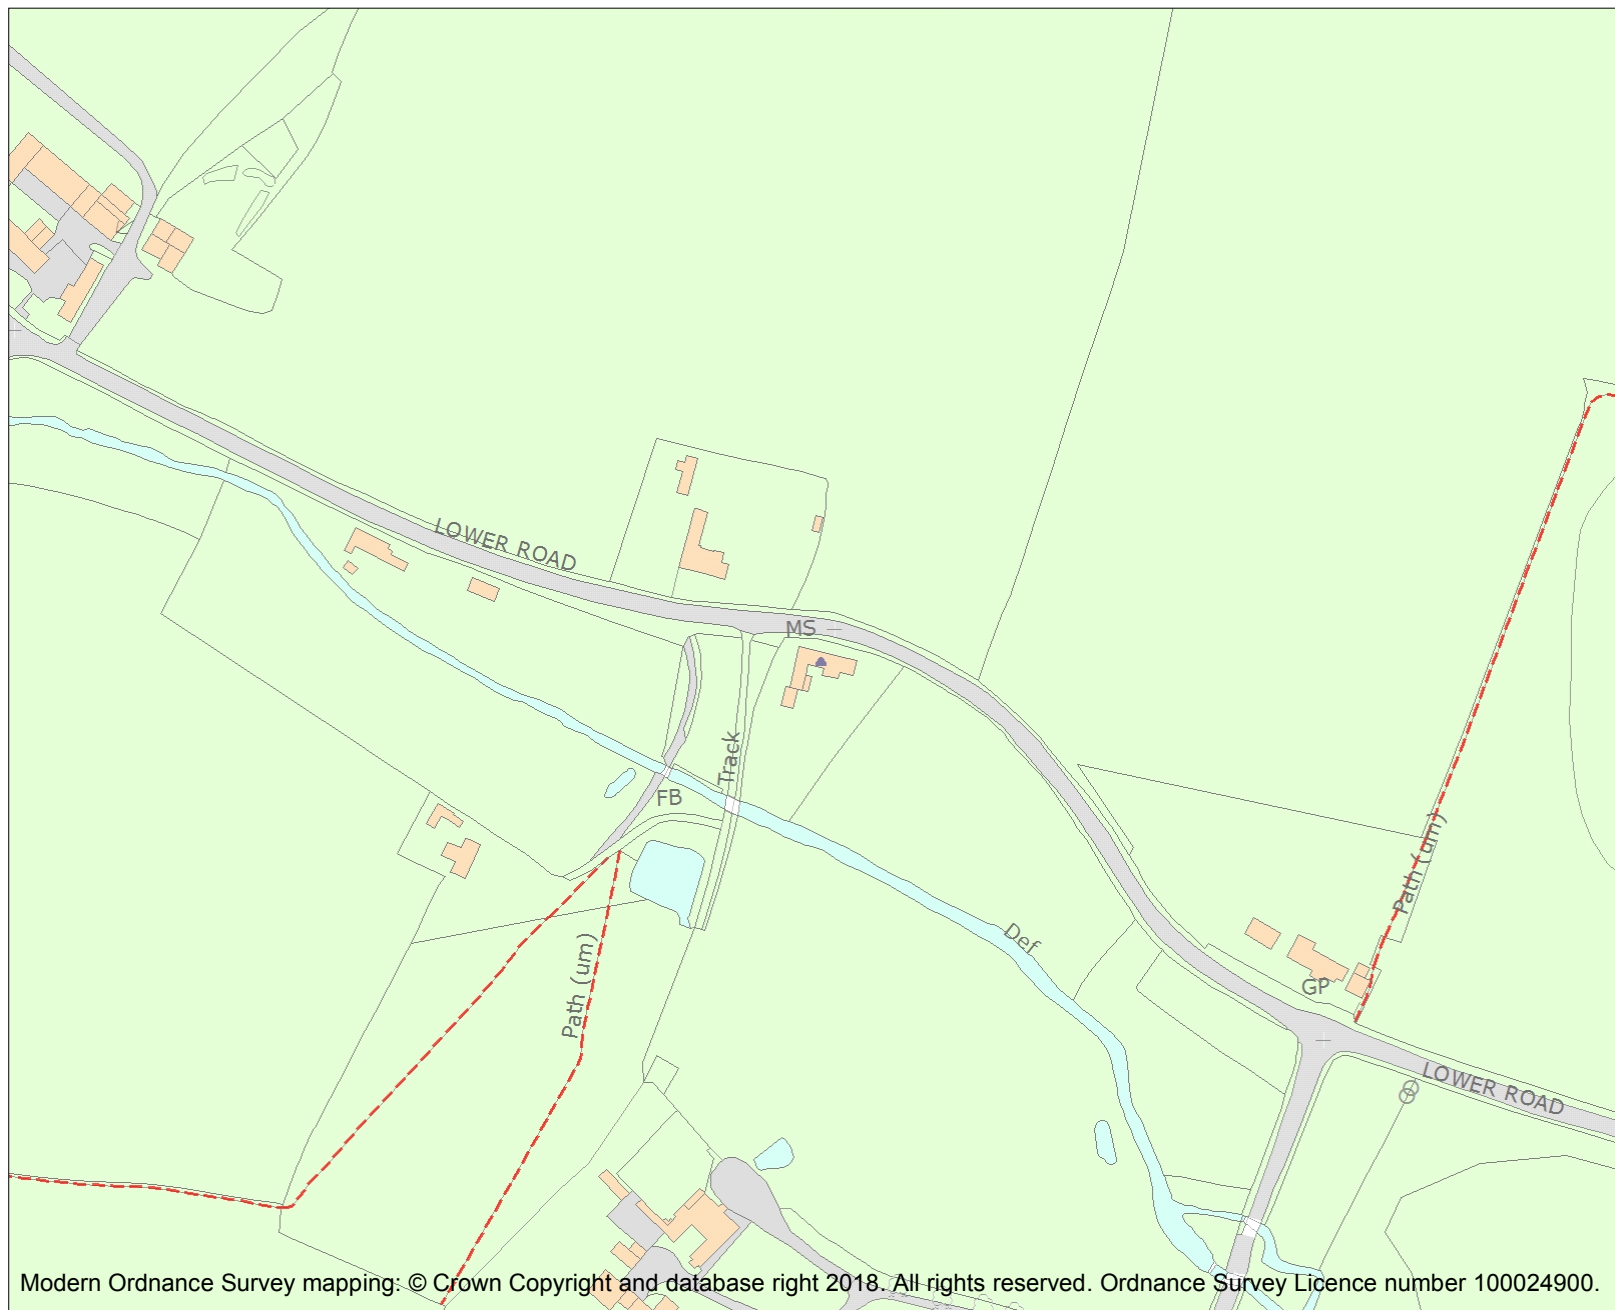 LOWER ROAD
MS
Track
FB
Path (um)
Def
Path (um)
GP
LOWER ROAD
Modern Ordnance Survey mapping: © Crown Copyright and database right 2018. All rights reserved. Ordnance Survey Licence number 100024900.